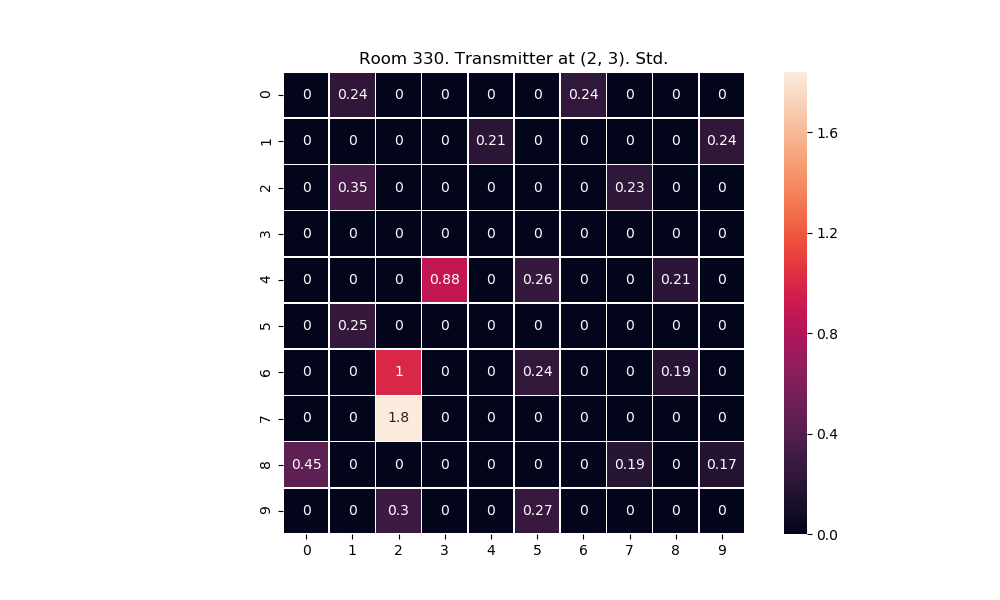 Room 330. Transmitter at (2, 3). Std.
0 0 0.24 0 0 0 0 0.24 0 0 0
1 0 0 0 0 0.21 0 0 0 0 0.24
2 0 0.35 0 0 0 0 0 0.23 0 0
3 0 0 0 0 0 0 0 0 0 0
4 0 0 0 0.88 0 0.26 0 0 0.21 0
5 0 0.25 0 0 0 0 0 0 0 0
6 0 0 1 0 0 0.24 0 0 0.19 0
7 0 0 1.8 0 0 0 0 0 0 0
8 0.45 0 0 0 0 0 0 0.19 0 0.17
9 0 0 0.3 0 0 0.27 0 0 0 0
0 1 2 3 4 5 6 7 8 9
1.6
1.2
0.8
0.4
0.0